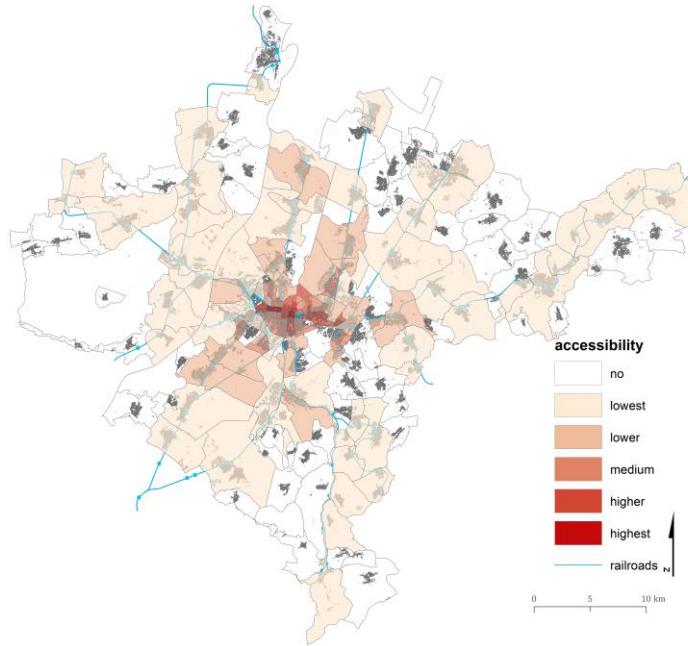 accessibility
no
lowest
lower
medium
higher
highest
railroads
N
0 5 10 km